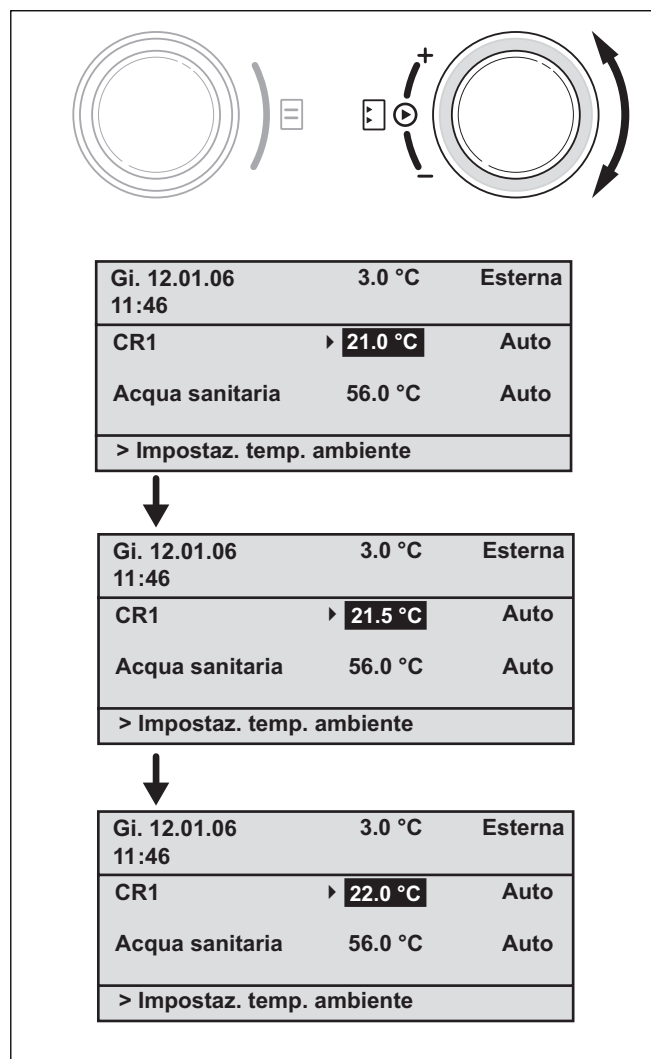 +
−
Gi. 12.01.06 3.0 °C Esterna
11:46
CR1 21.0 °C Auto
Acqua sanitaria 56.0 °C Auto
> Impostaz. temp. ambiente
Gi. 12.01.06 3.0 °C Esterna
11:46
CR1 21.5 °C Auto
Acqua sanitaria 56.0 °C Auto
> Impostaz. temp. ambiente
Gi. 12.01.06 3.0 °C Esterna
11:46
CR1 22.0 °C Auto
Acqua sanitaria 56.0 °C Auto
> Impostaz. temp. ambiente